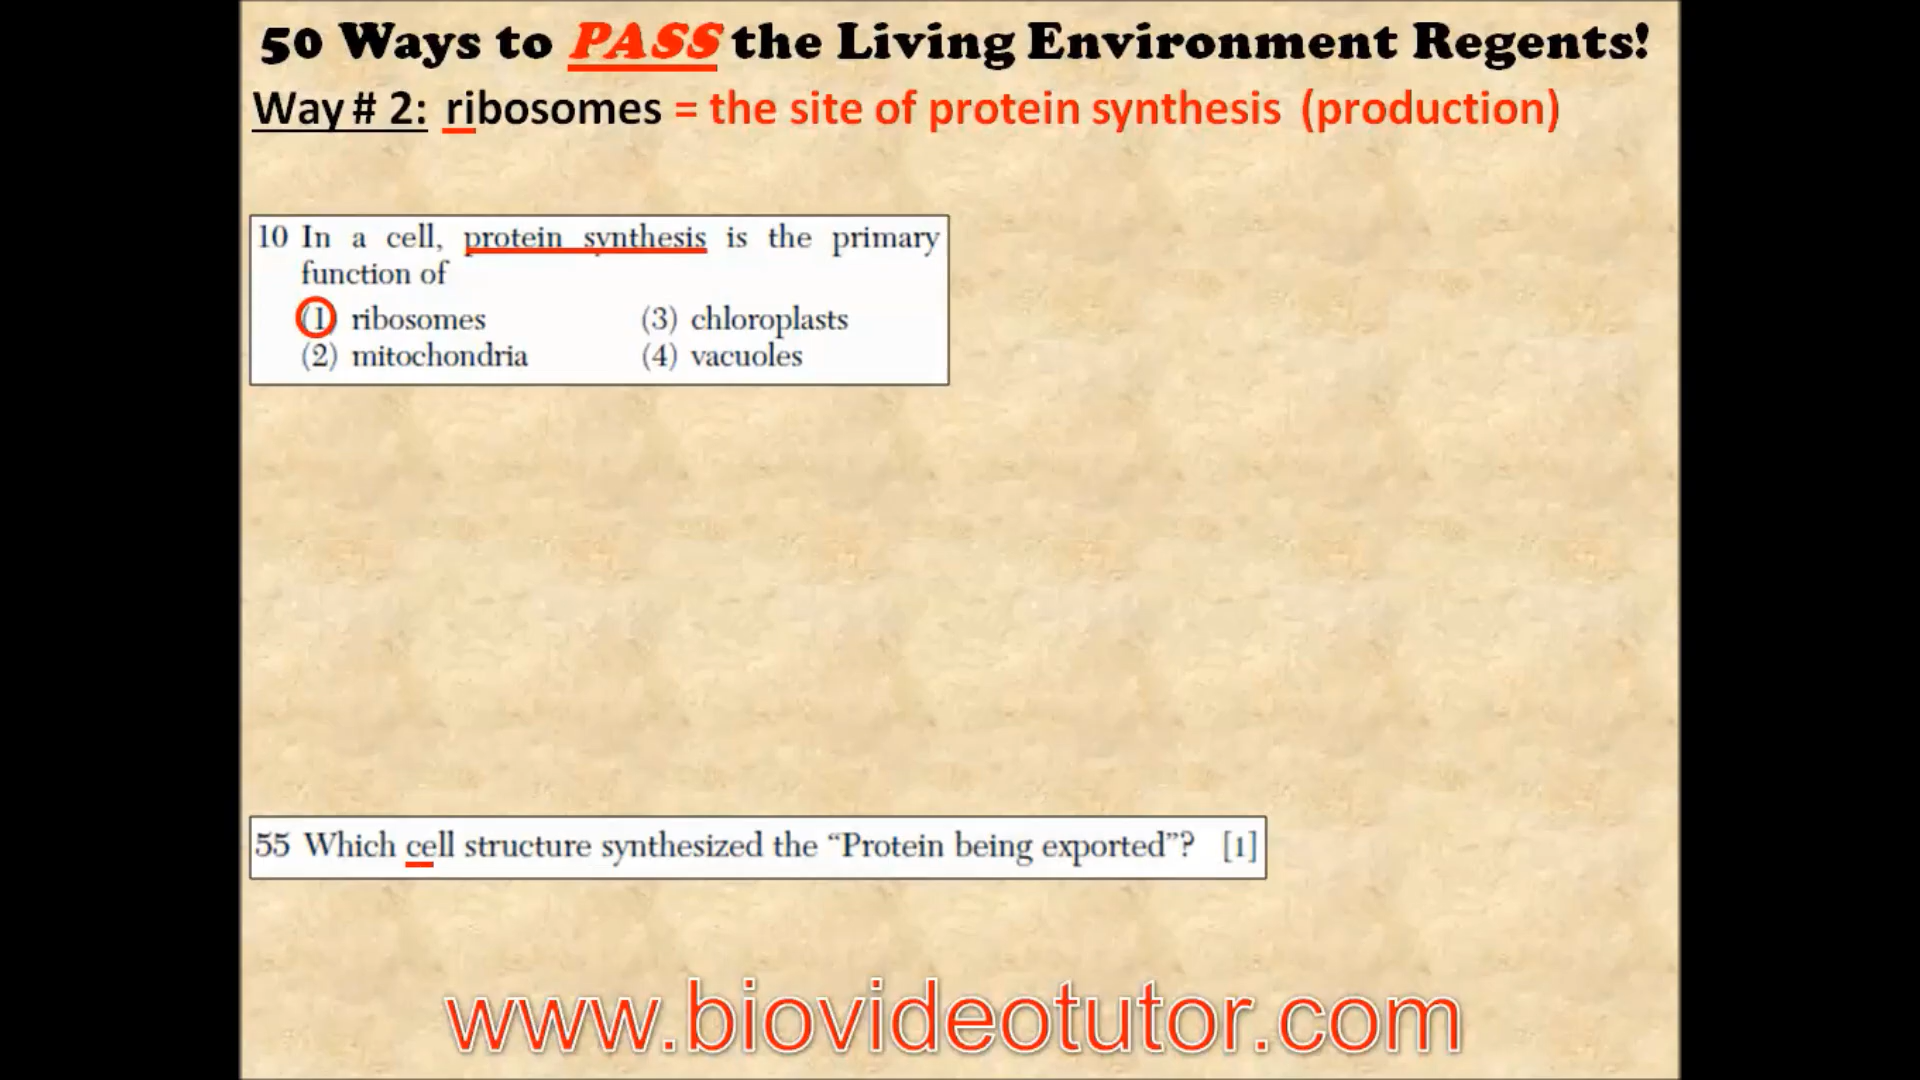 50 Ways to PASS the Living Environment Regents!
Way # 2: ribosomes = the site of protein synthesis (production)
10 In a cell, protein synthesis is the primary
function of
(1) ribosomes (3) chloroplasts
(2) mitochondria (4) vacuoles
55 Which cell structure synthesized the “Protein being exported”? [1]
www.biovideotutor.com